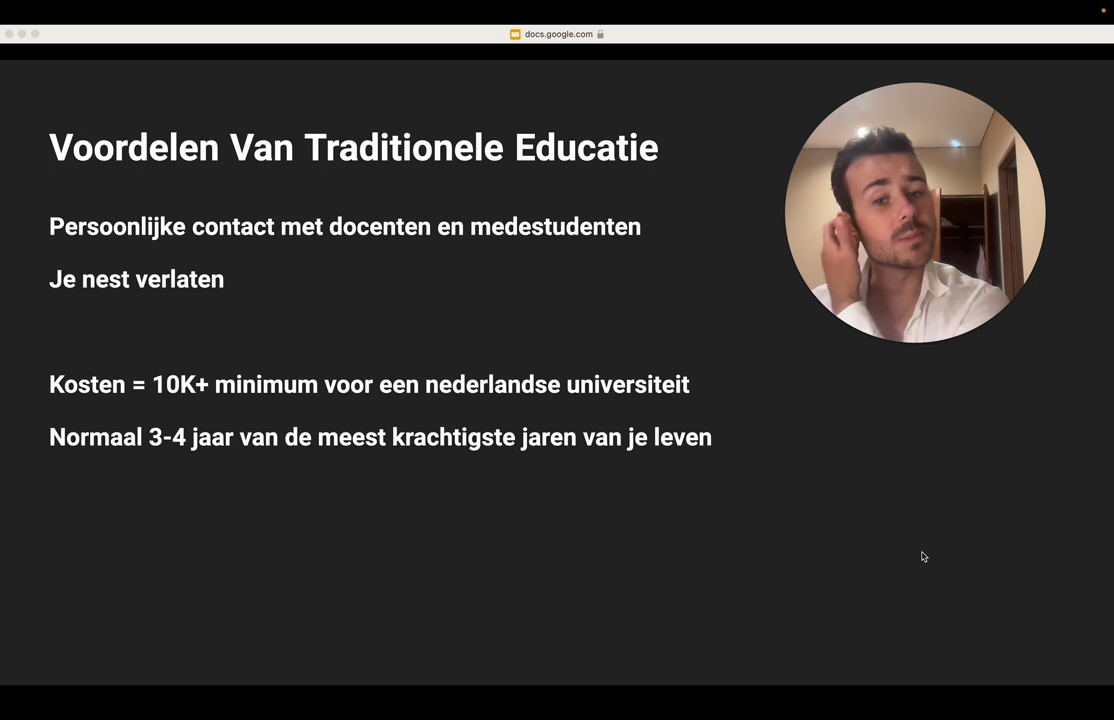 docs.google.com
Voordelen Van Traditionele Educatie
Persoonlijke contact met docenten en medestudenten
Je nest verlaten
Kosten = 10K+ minimum voor een nederlandse universiteit
Normaal 3-4 jaar van de meest krachtigste jaren van je leven